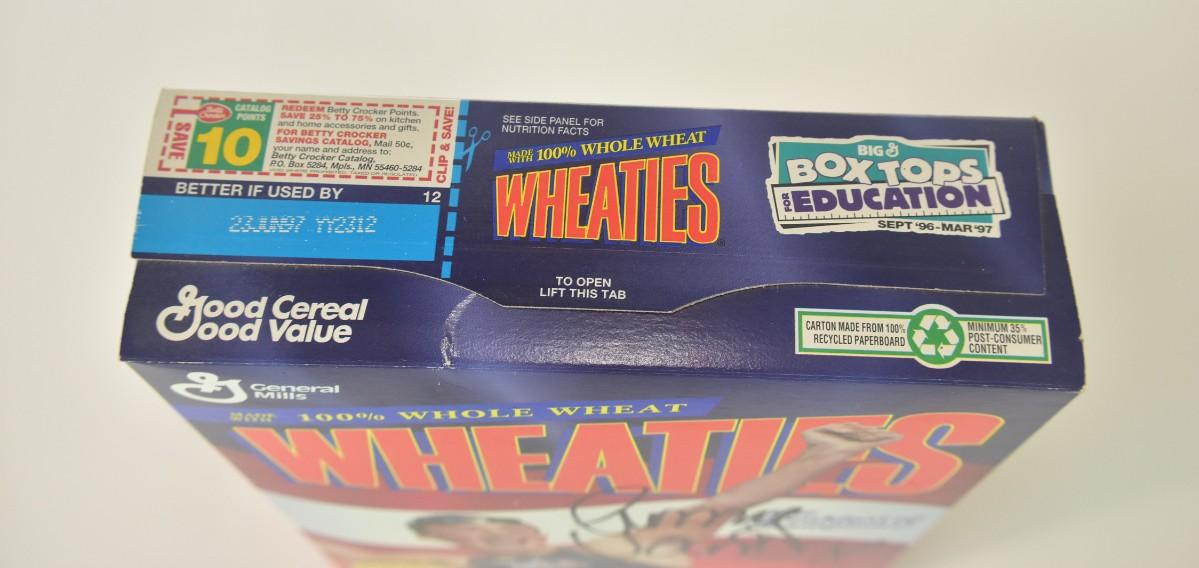 SAVE
Betty Crocker
CATALOG
POINTS
10
REDEEM Betty Crocker Points.
SAVE 25% TO 75% on kitchen
and home accessories and gifts.
FOR BETTY CROCKER
SAVINGS CATALOG, Mail 50¢,
your name and address to:
Betty Crocker Catalog,
P.O. Box 5284, Mpls., MN 55460-5284
CLIP & SAVE!
BETTER IF USED BY
12
23JUN97 YY2312
SEE SIDE PANEL FOR
NUTRITION FACTS
MADE WITH 100% WHOLE WHEAT
WHEATIES
BIG G
BOX TOPS
FOR EDUCATION
SEPT '96-MAR '97
TO OPEN
LIFT THIS TAB
Good Cereal
Good Value
CARTON MADE FROM 100%
RECYCLED PAPERBOARD
MINIMUM 35%
POST-CONSUMER
CONTENT
G General
Mills
MADE WITH 100% WHOLE WHEAT
WHEATIES